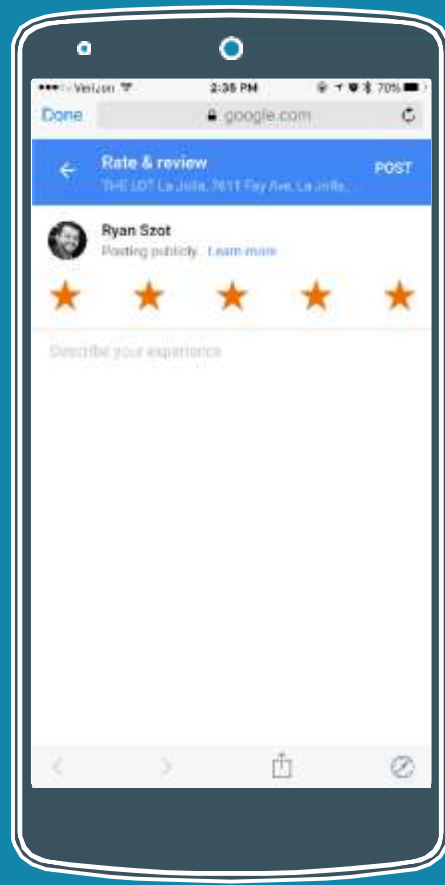 Verizon 2:35 PM 70%
Done google.com
Rate & review POST
THE LOT La Jolla, 7611 Fay Ave, La Jolla, ...
Ryan Szot
Posting publicly. Learn more
Describe your experience